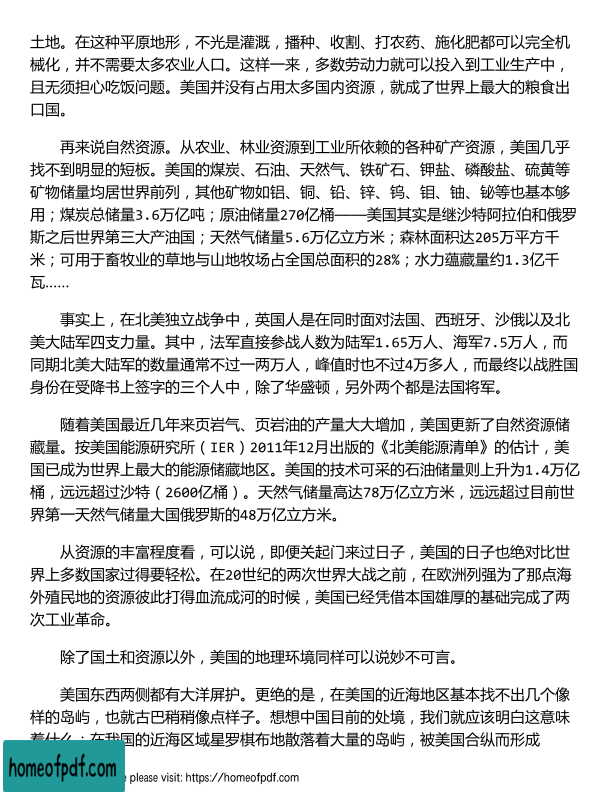 土地。在这种平原地形，不光是灌溉，播种、收割、打农药、施化肥都可以完全机
械化，并不需要太多农业人口。这样一来，多数劳动力就可以投入到工业生产中，
且无须担心吃饭问题。美国并没有占用太多国内资源，就成了世界上最大的粮食出
口国。
再来说自然资源。从农业、林业资源到工业所依赖的各种矿产资源，美国几乎
找不到明显的短板。美国的煤炭、石油、天然气、铁矿石、钾盐、磷酸盐、硫黄等
矿物储量均居世界前列，其他矿物如铝、铜、铅、锌、钨、钼、铀、铋等也基本够
用；煤炭总储量3.6万亿吨；原油储量270亿桶——美国其实是继沙特阿拉伯和俄罗
斯之后世界第三大产油国；天然气储量5.6万亿立方米；森林面积达205万平方千
米；可用于畜牧业的草地与山地牧场占全国总面积的28%；水力蕴藏量约1.3亿千
瓦……
事实上，在北美独立战争中，英国人是在同时面对法国、西班牙、沙俄以及北
美大陆军四支力量。其中，法军直接参战人数为陆军1.65万人、海军7.5万人，而
同期北美大陆军的数量通常不过一两万人，峰值时也不过4万多人，而最终以战胜国
身份在受降书上签字的三个人中，除了华盛顿，另外两个都是法国将军。
随着美国最近几年来页岩气、页岩油的产量大大增加，美国更新了自然资源储
藏量。按美国能源研究所（IER）2011年12月出版的《北美能源清单》的估计，美
国已成为世界上最大的能源储藏地区。美国的技术可采的石油储量则上升为1.4万亿
桶，远远超过沙特（2600亿桶）。天然气储量高达78万亿立方米，远远超过目前世
界第一天然气储量大国俄罗斯的48万亿立方米。
从资源的丰富程度看，可以说，即便关起门来过日子，美国的日子也绝对比世
界上多数国家过得要轻松。在20世纪的两次世界大战之前，在欧洲列强为了那点海
外殖民地的资源彼此打得血流成河的时候，美国已经凭借本国雄厚的基础完成了两
次工业革命。
除了国土和资源以外，美国的地理环境同样可以说妙不可言。
美国东西两侧都有大洋屏护。更绝的是，在美国的近海地区基本找不出几个像
样的岛屿，也就古巴稍稍像点样子。想想中国目前的处境，我们就应该明白这意味
着什么：在我国的近海区域星罗棋布地散落着大量的岛屿，被美国合纵而形成
homeofpdf.com
e please visit: https://homeofpdf.com